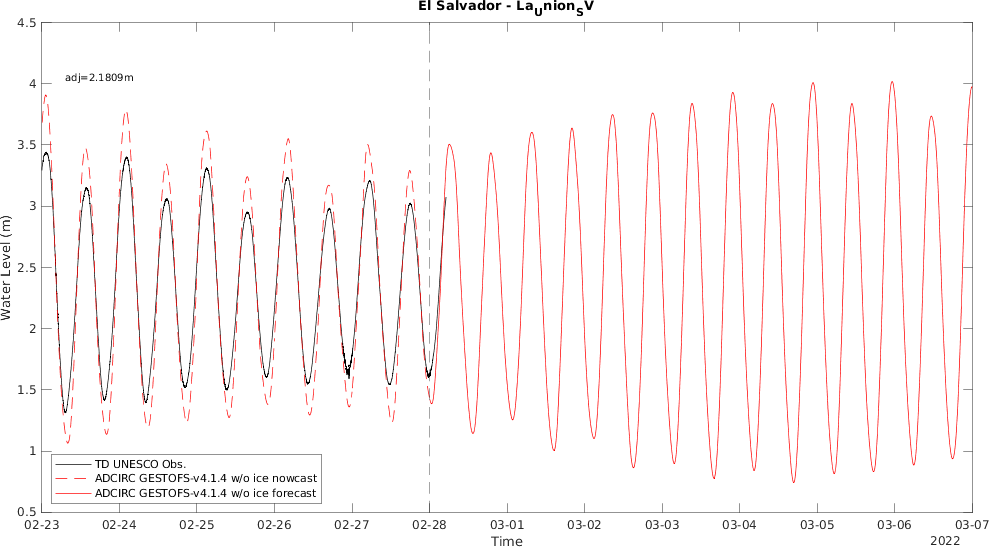 El Salvador - LaUnionSV
4.5
4
3.5
3
2.5
2
1.5
1
0.5
Water Level (m)
adj=2.1809m
TD UNESCO Obs.
ADCIRC GESTOFS-v4.1.4 w/o ice nowcast
ADCIRC GESTOFS-v4.1.4 w/o ice forecast
02-23 02-24 02-25 02-26 02-27 02-28 03-01 03-02 03-03 03-04 03-05 03-06 03-07
Time
2022